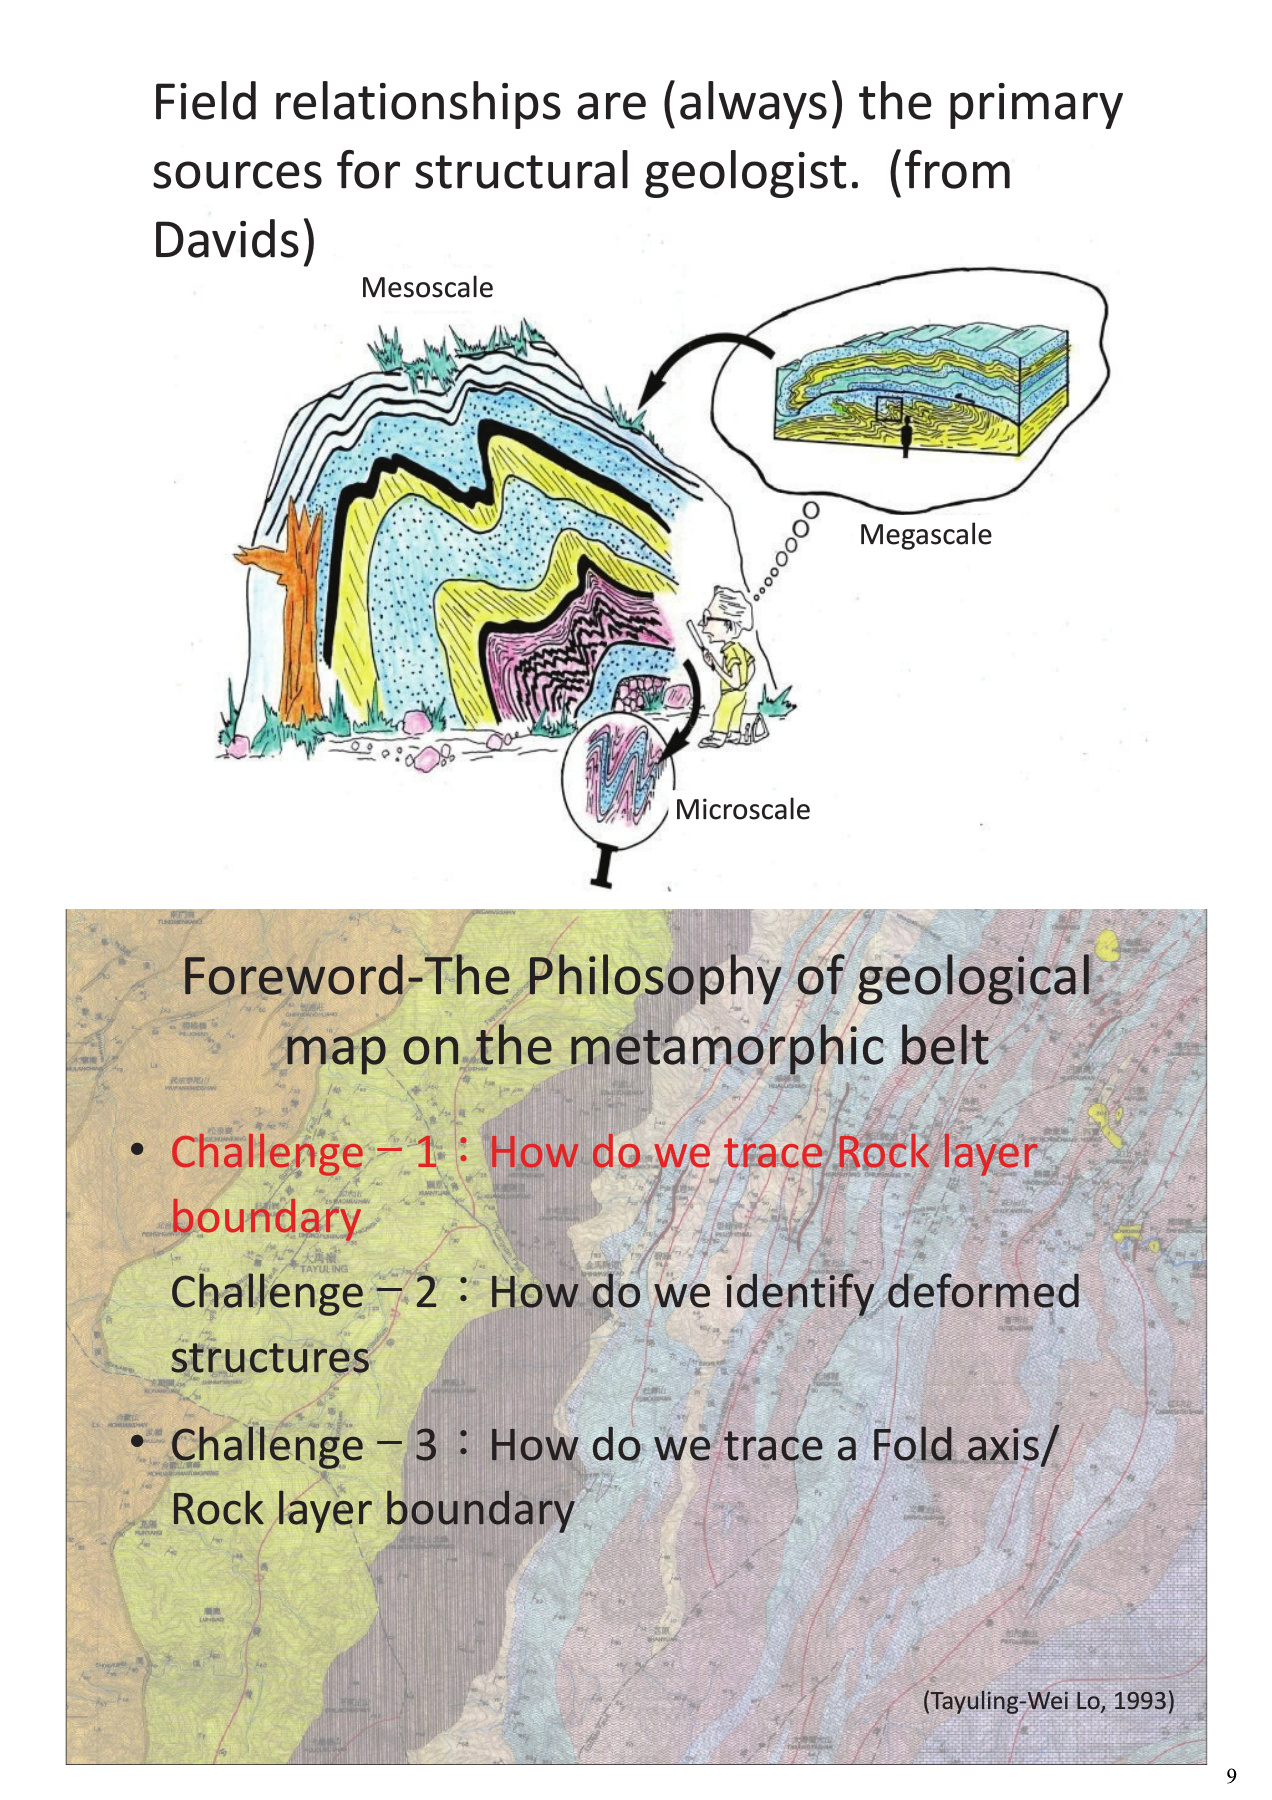 Field relationships are (always) the primary
sources for structural geologist.  (from
Davids)
Mesoscale
Megascale
Microscale
Foreword-The Philosophy of geological
map on the metamorphic belt
• Challenge－1：How do we trace Rock layer
boundary
Challenge－2：How do we identify deformed
structures
• Challenge－3：How do we trace a Fold axis/
Rock layer boundary
TAYULING
(Tayuling-Wei Lo, 1993)
9